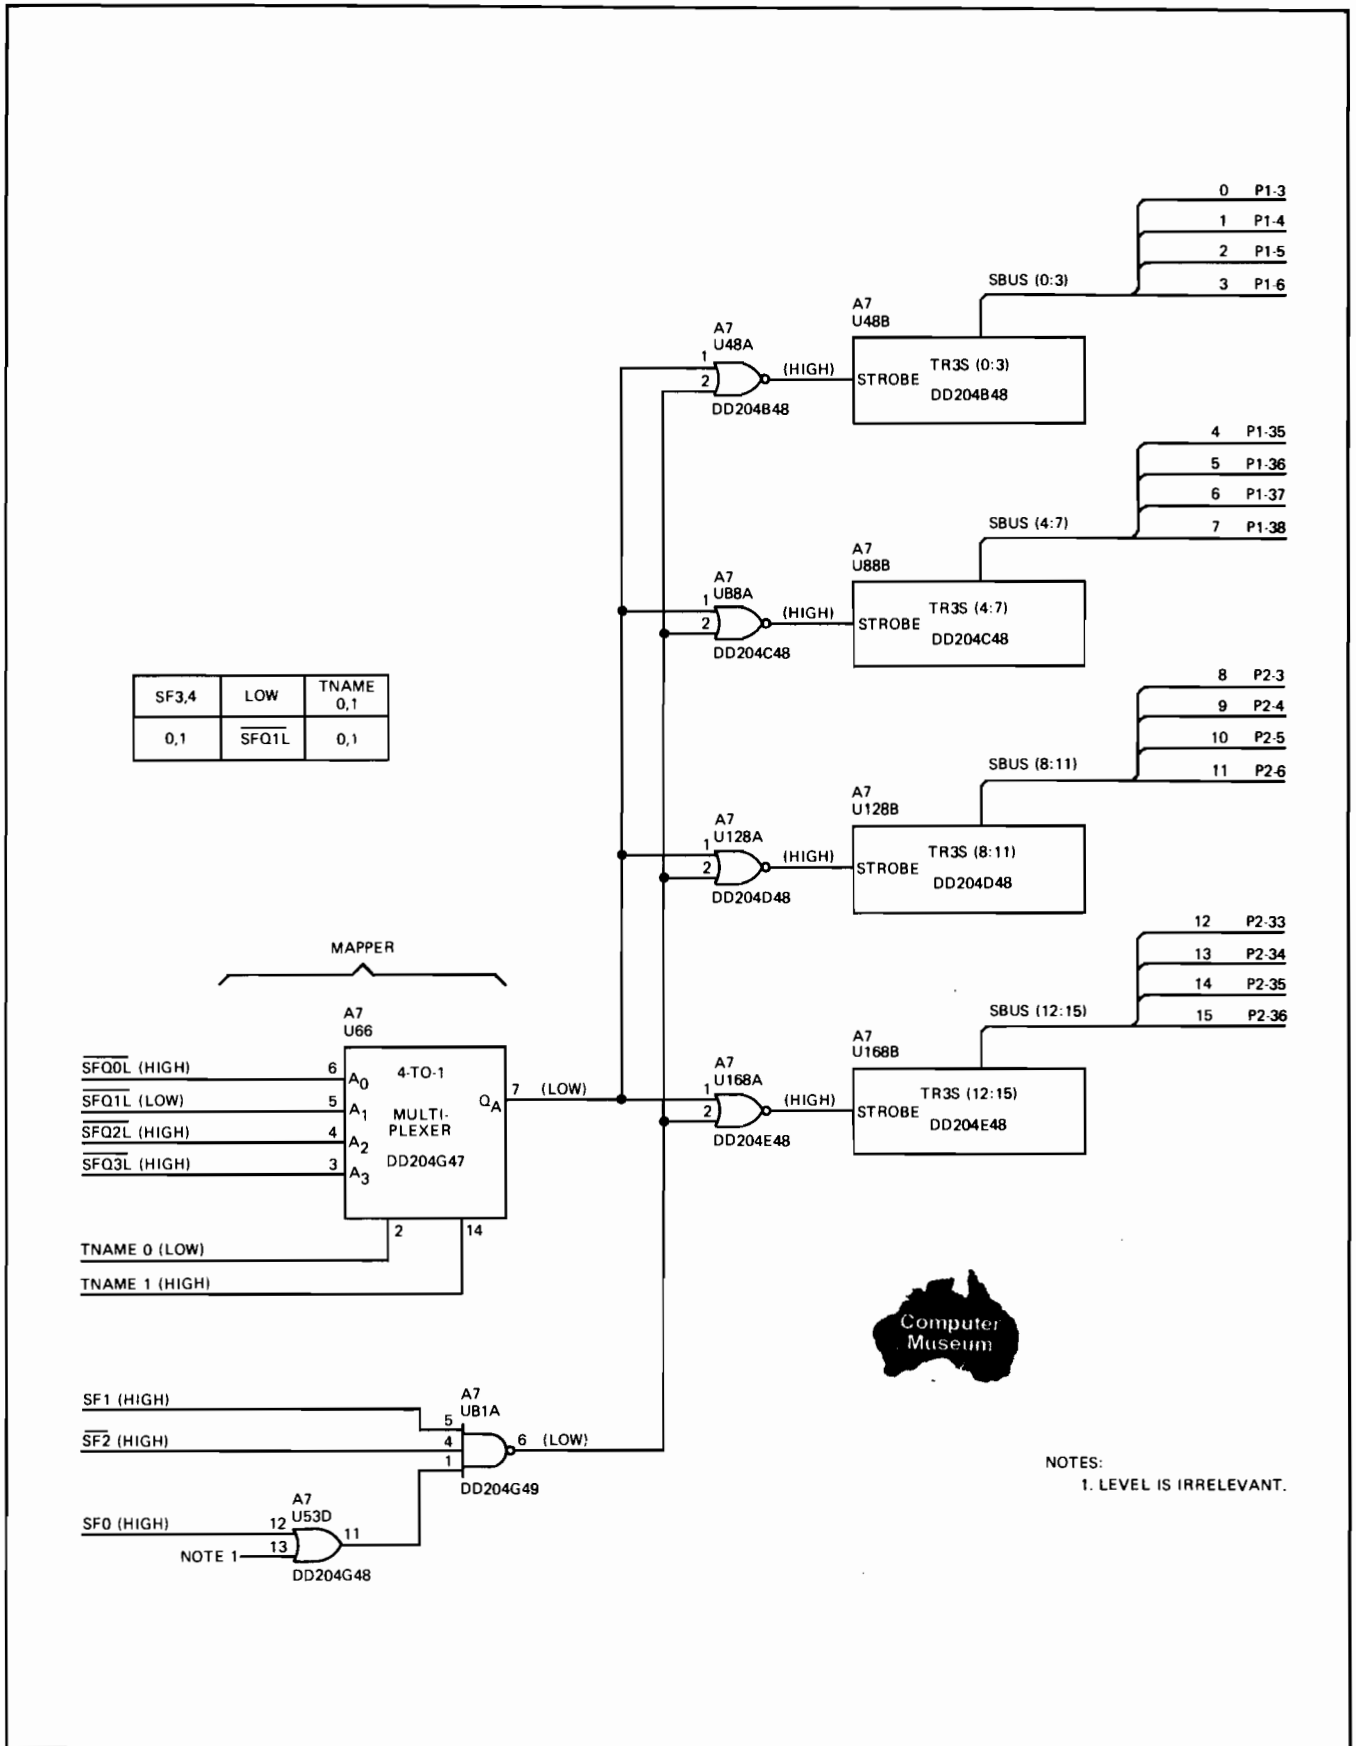 0 P1-3
1 P1-4
2 P1-5
SBUS (0:3) 3 P1-6
A7
U48B
A7
U48A
1
2
(HIGH)
STROBE
TR3S (0:3)
DD204B48
DD204B48
4 P1-35
5 P1-36
6 P1-37
SBUS (4:7) 7 P1-38
A7
U88B
A7
U88A
1
2
(HIGH)
STROBE
TR3S (4:7)
DD204C48
DD204C48
SF3,4 LOW TNAME 0,1
0,1 SFQ1L 0,1
8 P2-3
9 P2-4
10 P2-5
SBUS (8:11) 11 P2-6
A7
U128B
A7
U128A
1
2
(HIGH)
STROBE
TR3S (8:11)
DD204D48
DD204D48
12 P2-33
13 P2-34
14 P2-35
SBUS (12:15) 15 P2-36
A7
U168B
A7
U168A
1
2
(HIGH)
STROBE
TR3S (12:15)
DD204E48
DD204E48
MAPPER
A7
U66
SFQ0L (HIGH) 6 A0
SFQ1L (LOW) 5 A1
SFQ2L (HIGH) 4 A2
SFQ3L (HIGH) 3 A3
4-TO-1
MULTI-
PLEXER
DD204G47
QA 7 (LOW)
2 14
TNAME 0 (LOW)
TNAME 1 (HIGH)
Computer
Museum
SF1 (HIGH)
SF2 (HIGH)
A7
U81A
5
4
1
6 (LOW)
DD204G49
SF0 (HIGH)
NOTE 1
A7
U53D
12
13
11
DD204G48
NOTES:
1. LEVEL IS IRRELEVANT.